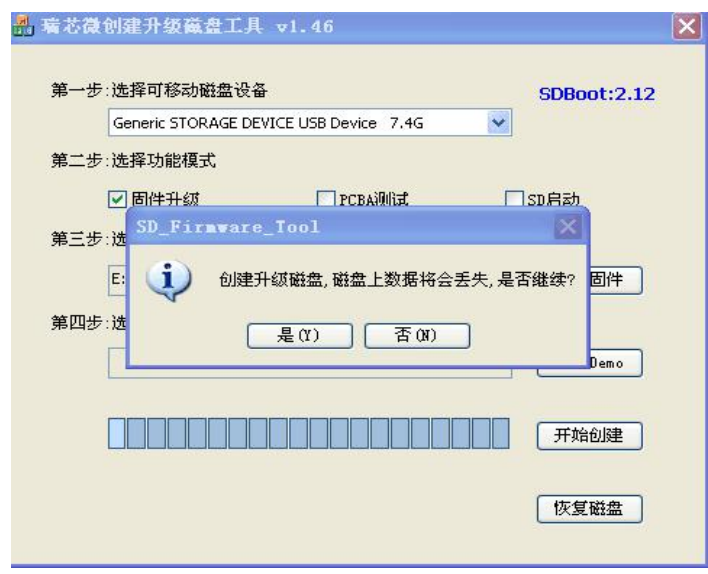 瑞芯微创建升级磁盘工具 v1.46
第一步:选择可移动磁盘设备
SDBoot:2.12
Generic STORAGE DEVICE USB Device 7.4G
第二步:选择功能模式
固件升级 PCBA测试 SD启动
SD_Firmware_Tool
第三步:选
E:
固件
创建升级磁盘,磁盘上数据将会丢失,是否继续?
第四步:选
是(Y) 否(N)
Demo
开始创建
恢复磁盘